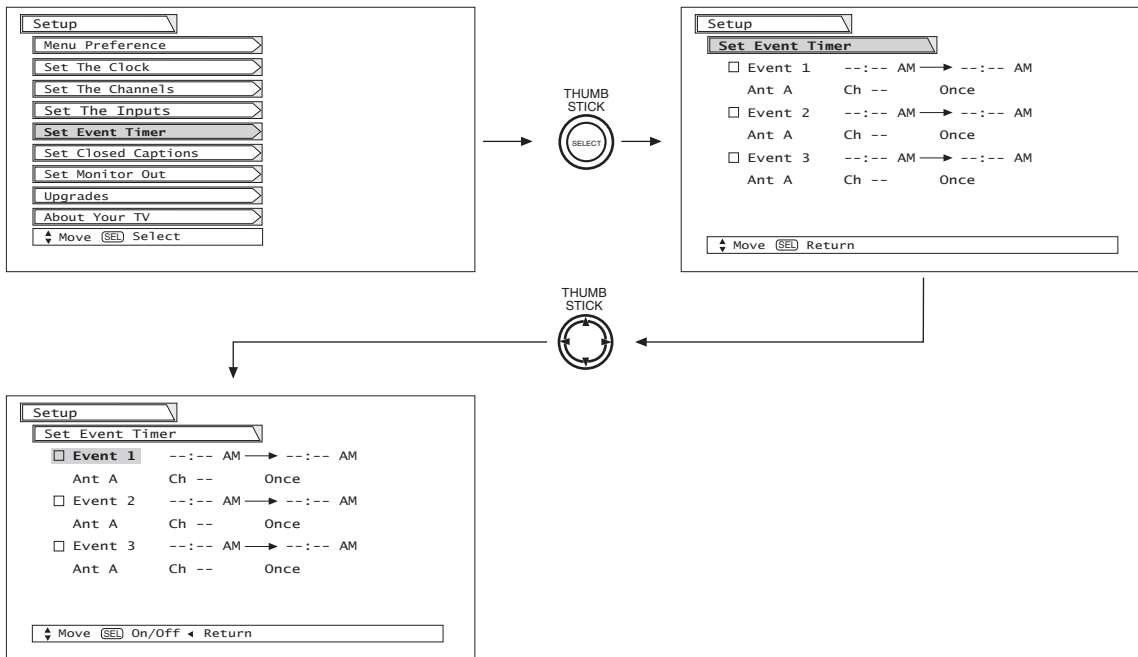 Setup
Menu Preference
Set The Clock
Set The Channels
Set The Inputs
Set Event Timer
Set Closed Captions
Set Monitor Out
Upgrades
About Your TV
Move SEL Select
THUMB
STICK
SELECT
Setup
Set Event Timer
Event 1 --:-- AM --:-- AM
Ant A Ch -- Once
Event 2 --:-- AM --:-- AM
Ant A Ch -- Once
Event 3 --:-- AM --:-- AM
Ant A Ch -- Once
Move SEL Return
THUMB
STICK
Setup
Set Event Timer
Event 1 --:-- AM --:-- AM
Ant A Ch -- Once
Event 2 --:-- AM --:-- AM
Ant A Ch -- Once
Event 3 --:-- AM --:-- AM
Ant A Ch -- Once
Move SEL On/Off Return